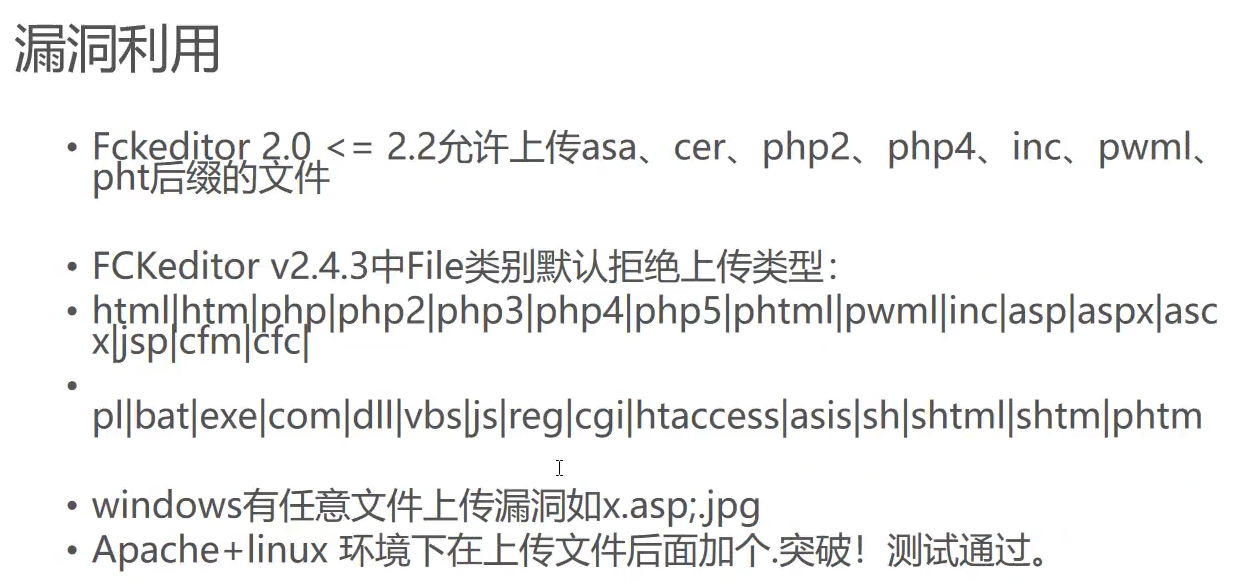 漏洞利用
• Fckeditor 2.0 <= 2.2允许上传asa、cer、php2、php4、inc、pwml、
pht后缀的文件
• FCKeditor v2.4.3中File类别默认拒绝上传类型：
• html|htm|php|php2|php3|php4|php5|phtml|pwml|inc|asp|aspx|asc
x|jsp|cfm|cfc|
•
pl|bat|exe|com|dll|vbs|js|reg|cgi|htaccess|asis|sh|shtml|shtm|phtm
• windows有任意文件上传漏洞如x.asp;.jpg
• Apache+linux 环境下在上传文件后面加个.突破！测试通过。